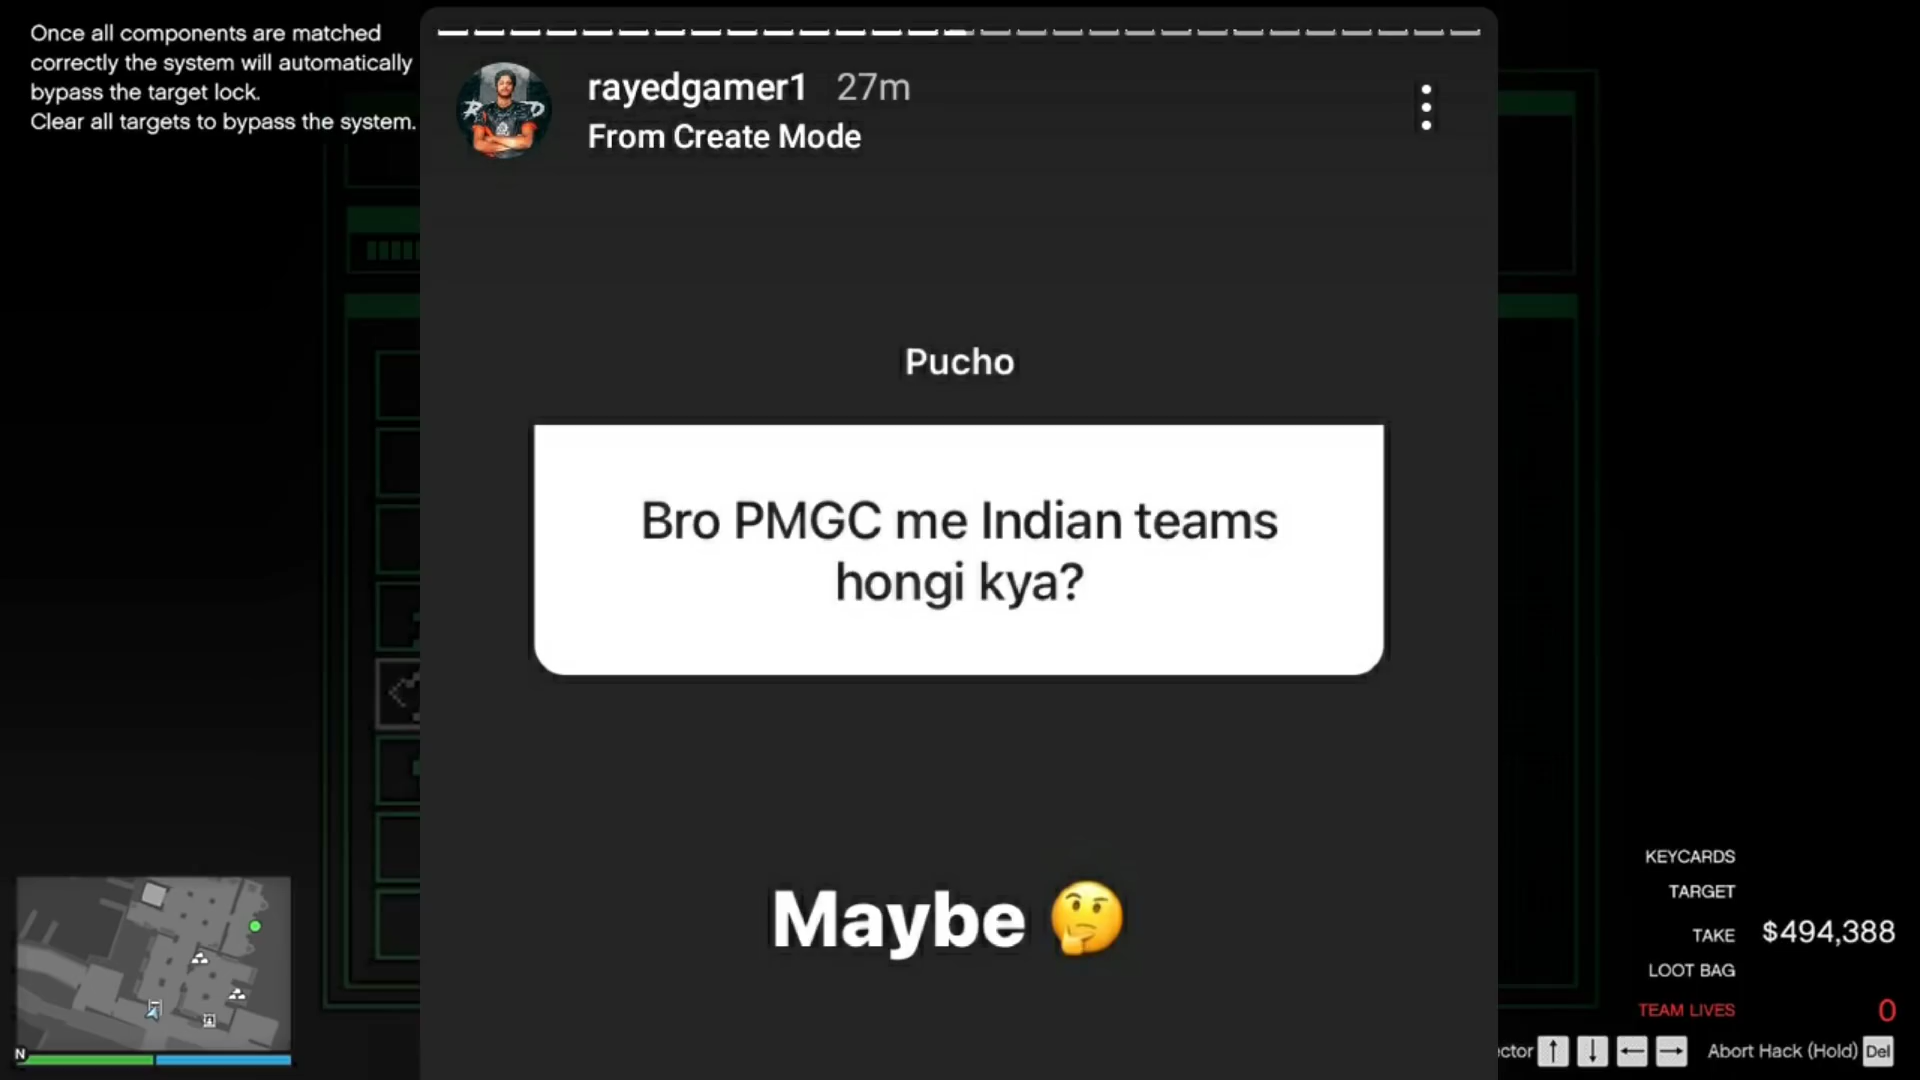 Once all components are matched
correctly the system will automatically
bypass the target lock.
Clear all targets to bypass the system.
rayedgamer1 27m
From Create Mode
Pucho
Bro PMGC me Indian teams
hongi kya?
Maybe 🤔
KEYCARDS
TARGET
TAKE $494,388
LOOT BAG
TEAM LIVES 0
N
Abort Hack (Hold) Del